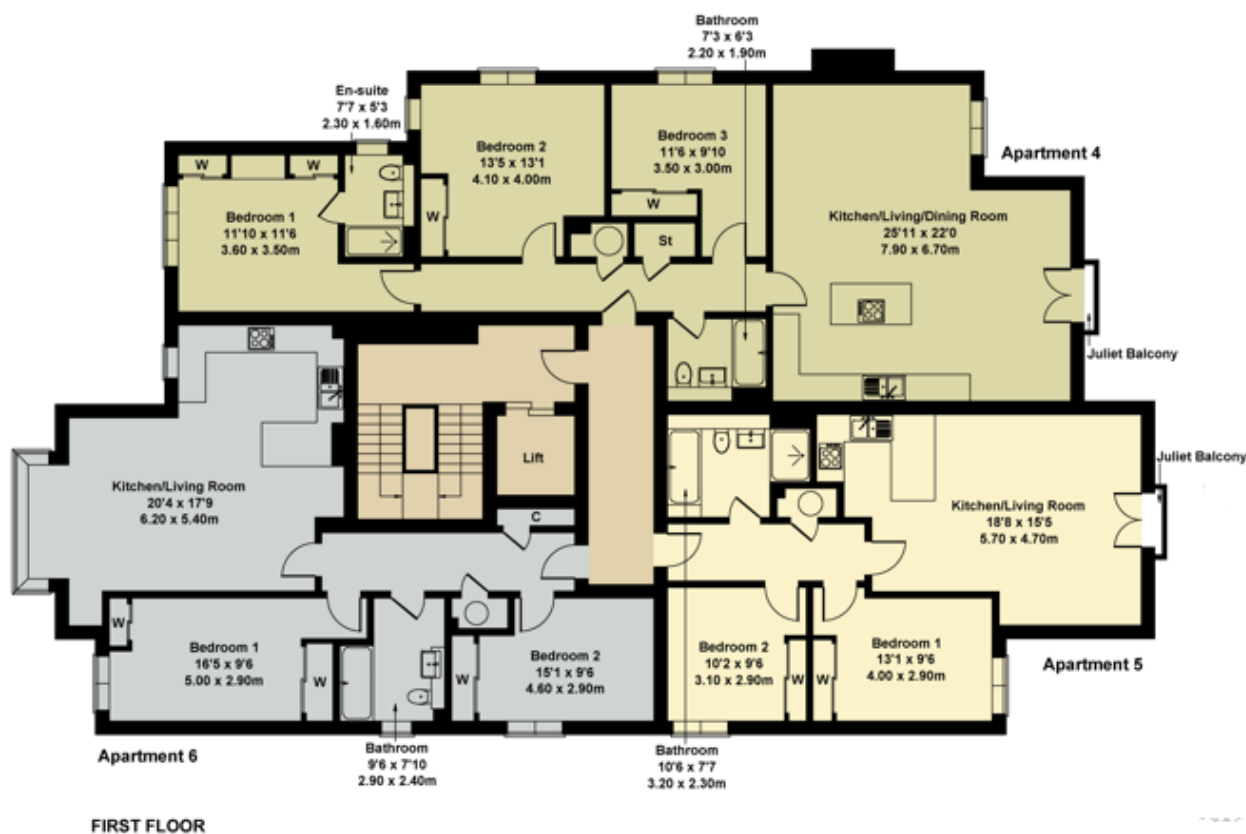 Bathroom
7'3 x 6'3
2.20 x 1.90m
En-suite
7'7 x 5'3
2.30 x 1.60m
Bedroom 2
13'5 x 13'1
4.10 x 4.00m
Bedroom 3
11'6 x 9'10
3.50 x 3.00m
Apartment 4
W
W
Bedroom 1
11'10 x 11'6
3.60 x 3.50m
W
W
St
Kitchen/Living/Dining Room
25'11 x 22'0
7.90 x 6.70m
Juliet Balcony
Lift
Kitchen/Living Room
20'4 x 17'9
6.20 x 5.40m
C
Juliet Balcony
Kitchen/Living Room
18'8 x 15'5
5.70 x 4.70m
W
Bedroom 1
16'5 x 9'6
5.00 x 2.90m
W
W
Bedroom 2
15'1 x 9'6
4.60 x 2.90m
Bedroom 2
10'2 x 9'6
3.10 x 2.90m
W
W
Bedroom 1
13'1 x 9'6
4.00 x 2.90m
Apartment 5
Apartment 6
Bathroom
9'6 x 7'10
2.90 x 2.40m
Bathroom
10'6 x 7'7
3.20 x 2.30m
FIRST FLOOR